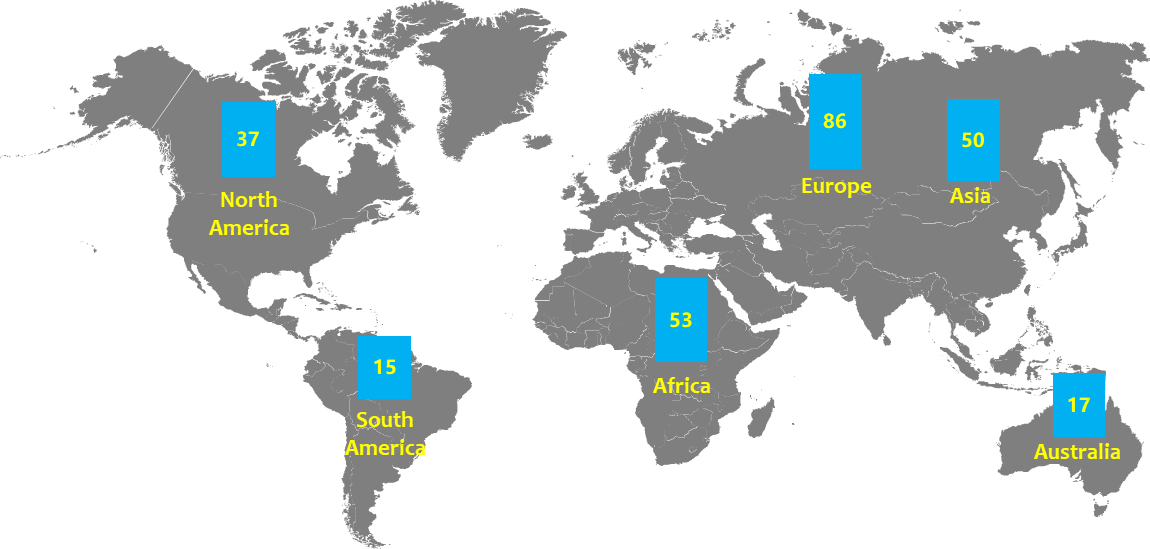 37
North
America
86
Europe
50
Asia
53
Africa
15
South
America
17
Australia